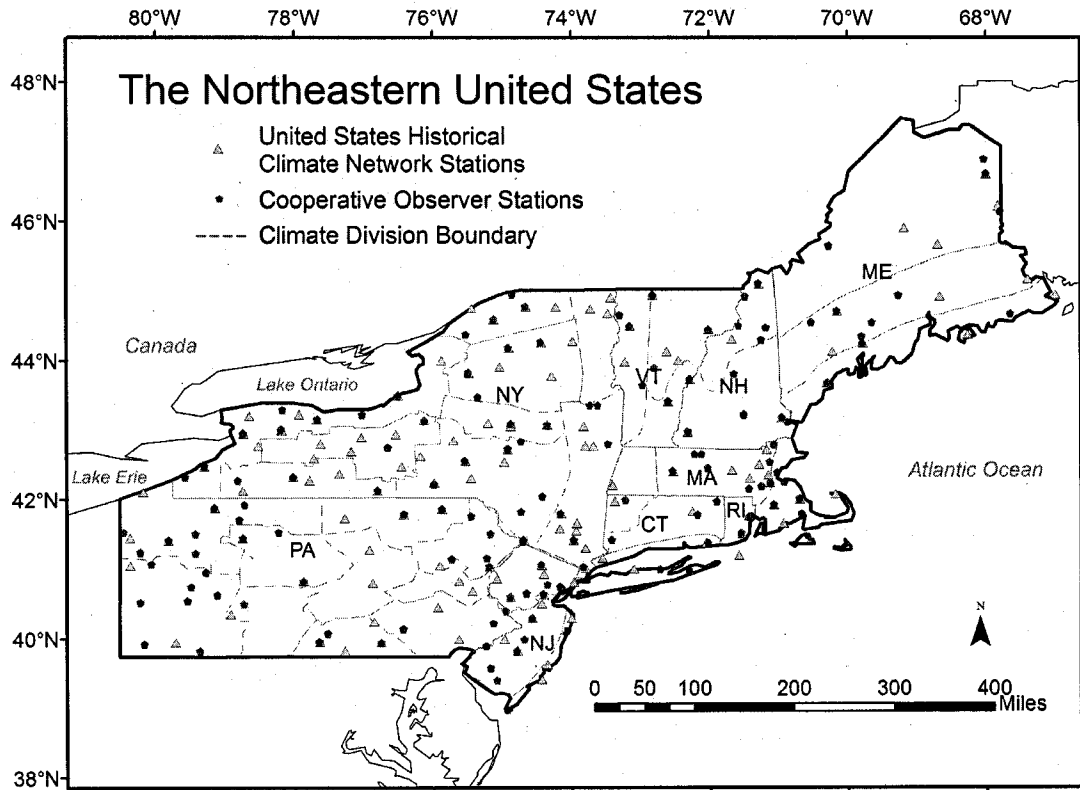 80°W 78°W 76°W 74°W 72°W 70°W 68°W
48°N
The Northeastern United States
United States Historical
Climate Network Stations
Cooperative Observer Stations
46°N
Climate Division Boundary
ME
44°N
Canada
Lake Ontario
NY
VT
NH
Lake Erie
Atlantic Ocean
42°N
MA
CT
RI
PA
40°N
NJ
N
0 50 100 200 300 400
Miles
38°N